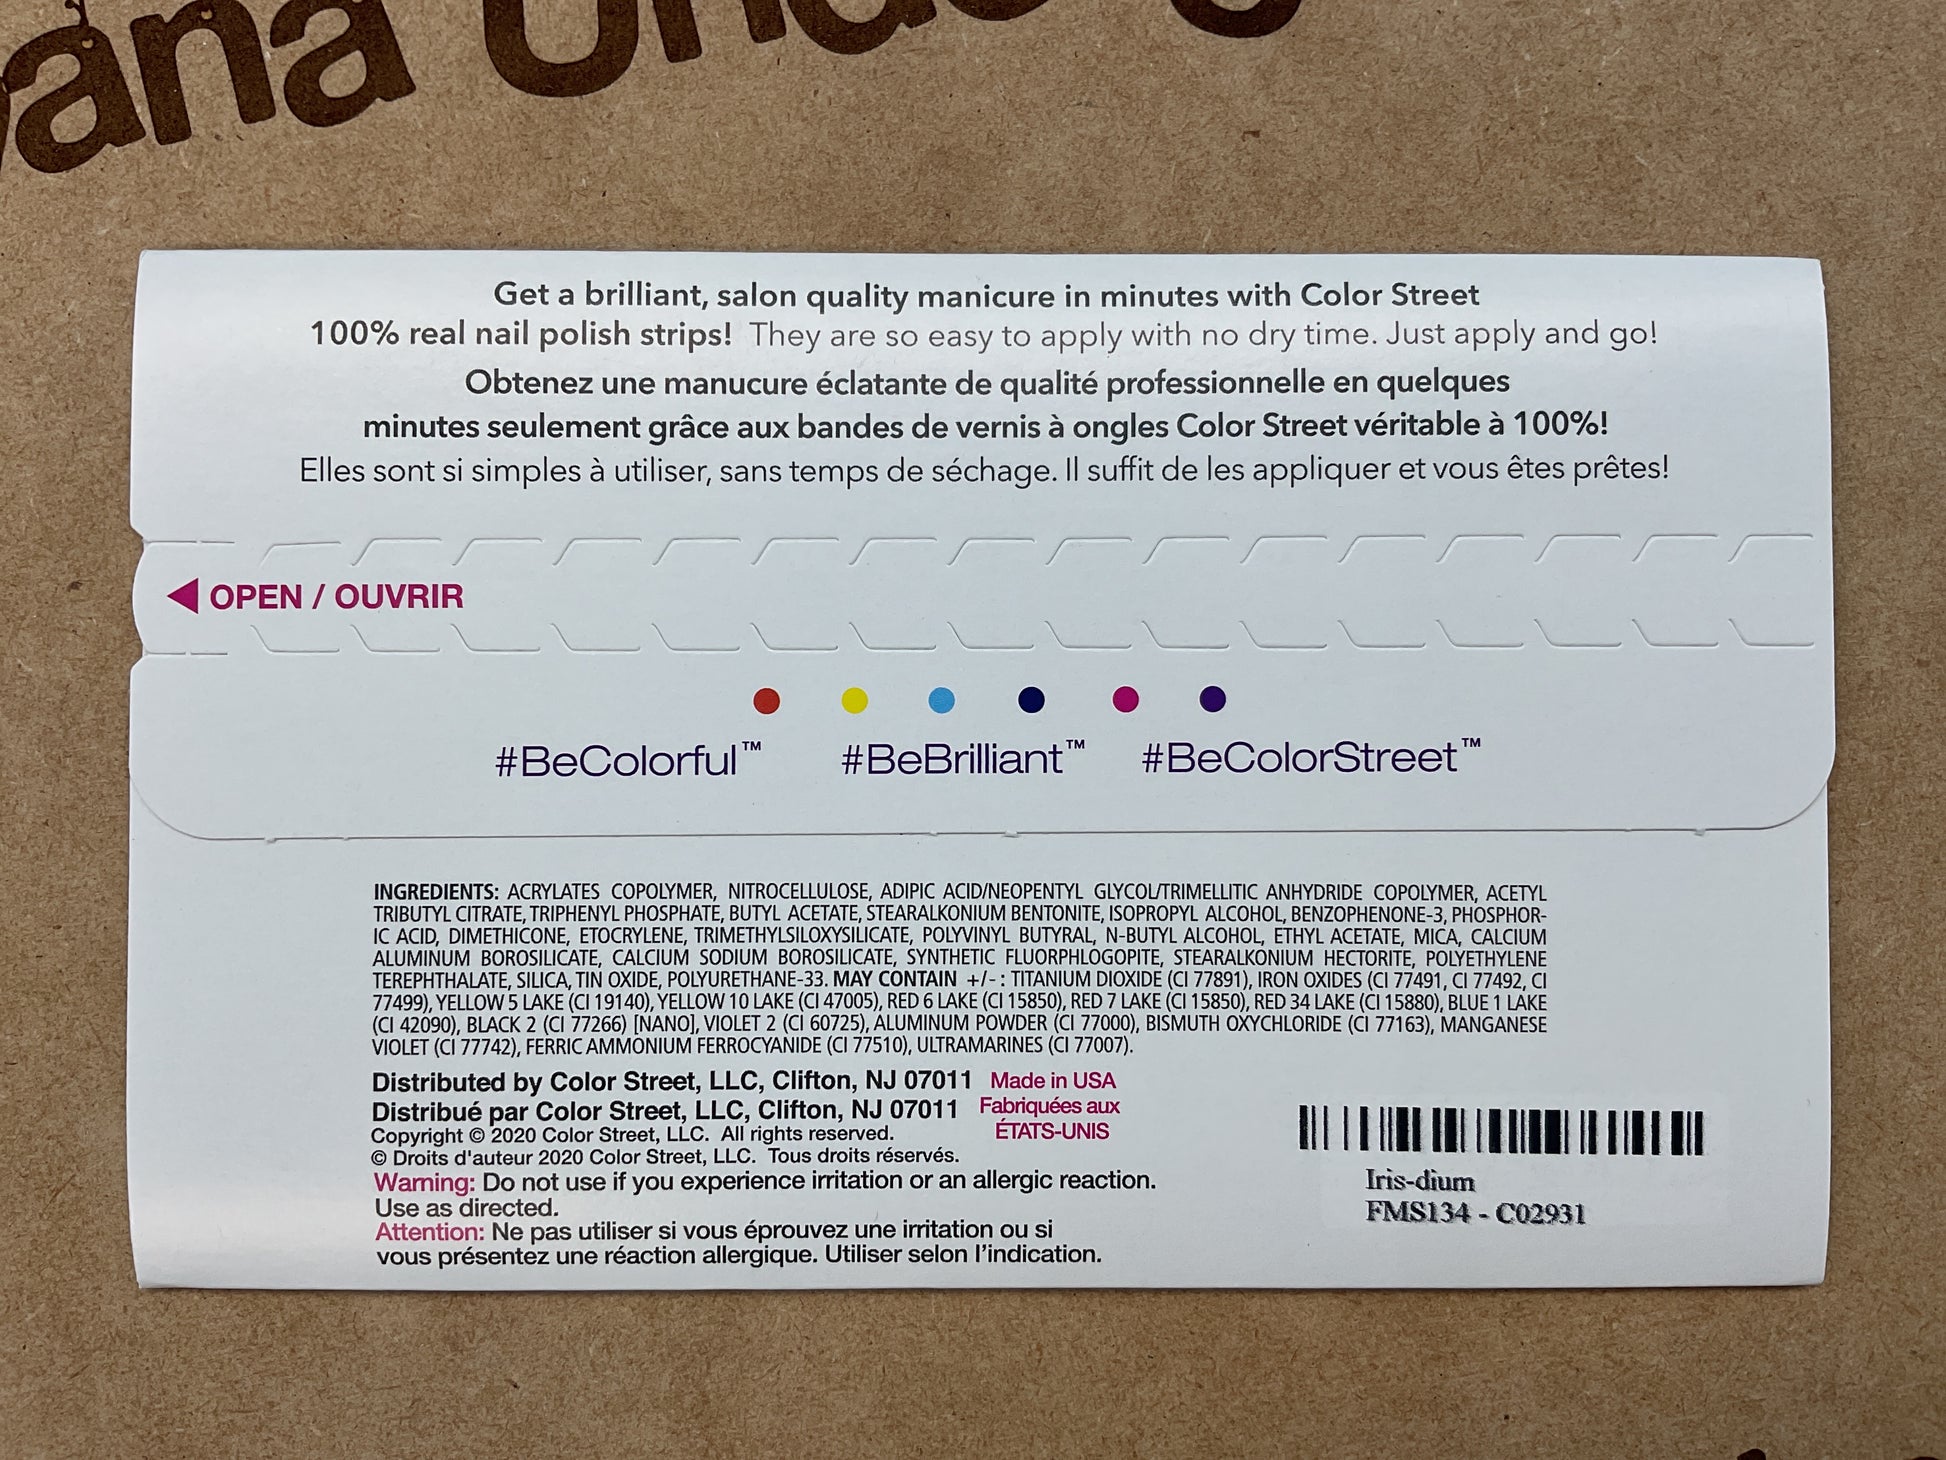 Get a brilliant, salon quality manicure in minutes with Color Street
100% real nail polish strips! They are so easy to apply with no dry time. Just apply and go!
Obtenez une manucure éclatante de qualité professionnelle en quelques
minutes seulement grâce aux bandes de vernis à ongles Color Street véritable à 100%!
Elles sont si simples à utiliser, sans temps de séchage. Il suffit de les appliquer et vous êtes prêtes!
OPEN / OUVRIR
#BeColorful™ #BeBrilliant™ #BeColorStreet™
INGREDIENTS: ACRYLATES COPOLYMER, NITROCELLULOSE, ADIPIC ACID/NEOPENTYL GLYCOL/TRIMELLITIC ANHYDRIDE COPOLYMER, ACETYL
TRIBUTYL CITRATE, TRIPHENYL PHOSPHATE, BUTYL ACETATE, STEARALKONIUM BENTONITE, ISOPROPYL ALCOHOL, BENZOPHENONE-3, PHOSPHOR-
IC ACID, DIMETHICONE, ETOCRYLENE, TRIMETHYLSILOXYSILICATE, POLYVINYL BUTYRAL, N-BUTYL ALCOHOL, ETHYL ACETATE, MICA, CALCIUM
ALUMINUM BOROSILICATE, CALCIUM SODIUM BOROSILICATE, SYNTHETIC FLUORPHLOGOPITE, STEARALKONIUM HECTORITE, POLYETHYLENE
TEREPHTHALATE, SILICA, TIN OXIDE, POLYURETHANE-33. MAY CONTAIN +/- : TITANIUM DIOXIDE (CI 77891), IRON OXIDES (CI 77491, CI 77492, CI
77499), YELLOW 5 LAKE (CI 19140), YELLOW 10 LAKE (CI 47005), RED 6 LAKE (CI 15850), RED 7 LAKE (CI 15850), RED 34 LAKE (CI 15880), BLUE 1 LAKE
(CI 42090), BLACK 2 (CI 77266) [NANO], VIOLET 2 (CI 60725), ALUMINUM POWDER (CI 77000), BISMUTH OXYCHLORIDE (CI 77163), MANGANESE
VIOLET (CI 77742), FERRIC AMMONIUM FERROCYANIDE (CI 77510), ULTRAMARINES (CI 77007).
Distributed by Color Street, LLC, Clifton, NJ 07011
Distribué par Color Street, LLC, Clifton, NJ 07011
Made in USA
Fabriquées aux
ÉTATS-UNIS
Copyright © 2020 Color Street, LLC. All rights reserved.
© Droits d'auteur 2020 Color Street, LLC. Tous droits réservés.
Warning: Do not use if you experience irritation or an allergic reaction.
Use as directed.
Attention: Ne pas utiliser si vous éprouvez une irritation ou si
vous présentez une réaction allergique. Utiliser selon l'indication.
Iris-dium
FMS134 - C02931